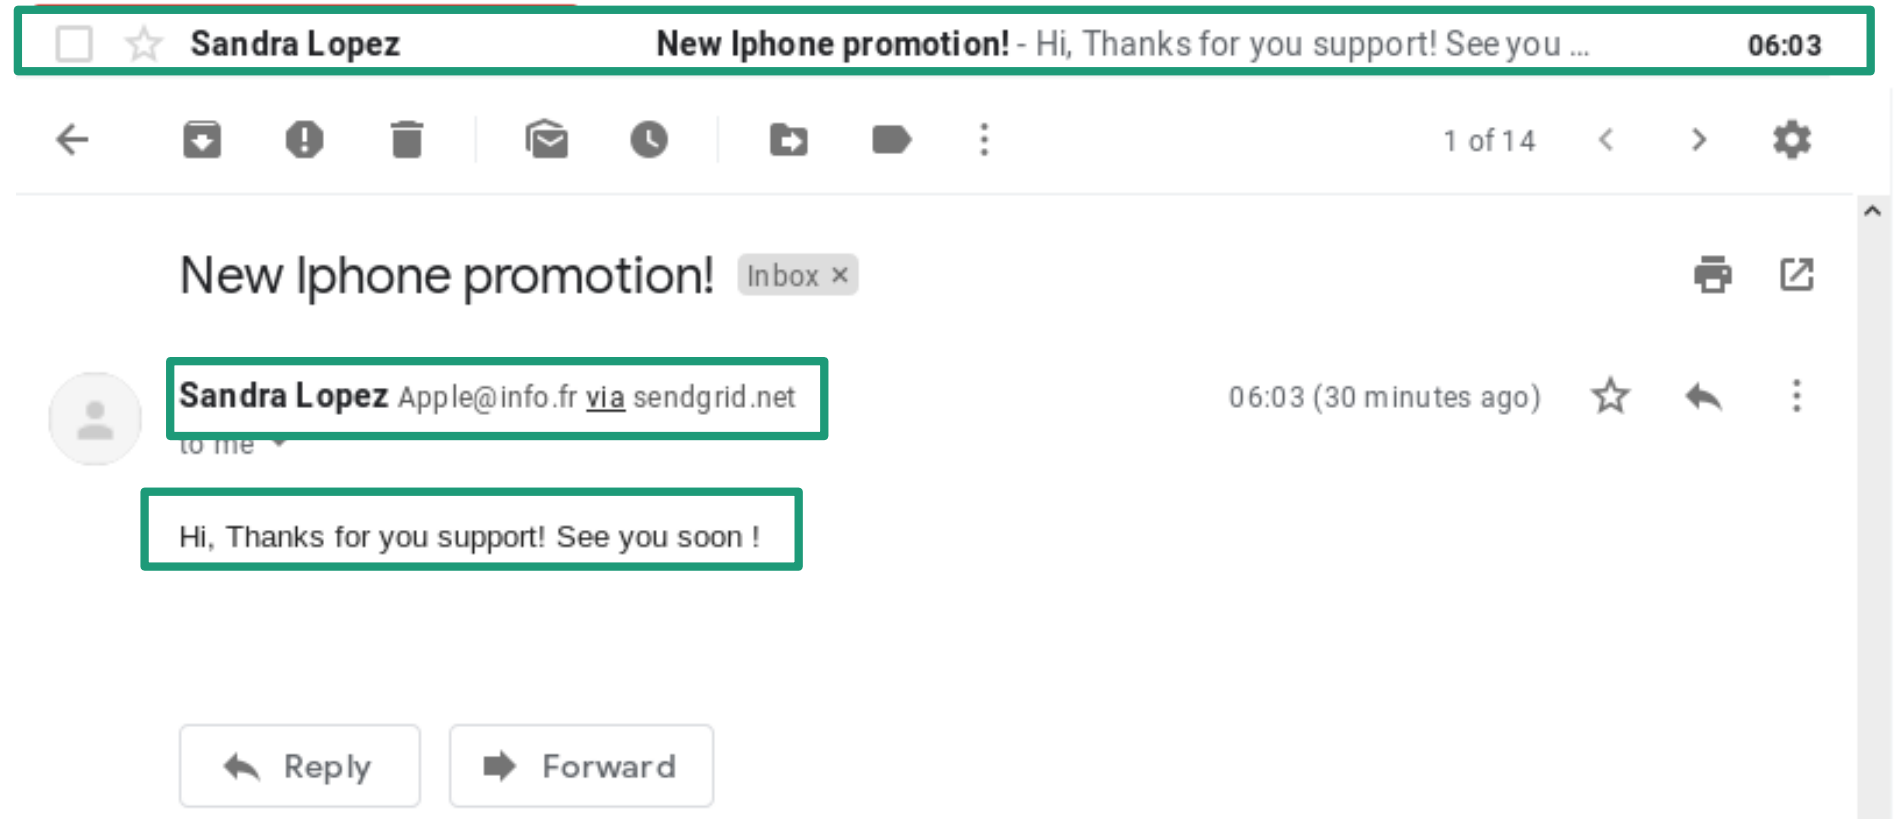 Sandra Lopez New Iphone promotion! - Hi, Thanks for you support! See you ... 06:03
1 of 14
New Iphone promotion! Inbox ×
Sandra Lopez Apple@info.fr via sendgrid.net 06:03 (30 minutes ago)
to me
Hi, Thanks for you support! See you soon !
Reply Forward